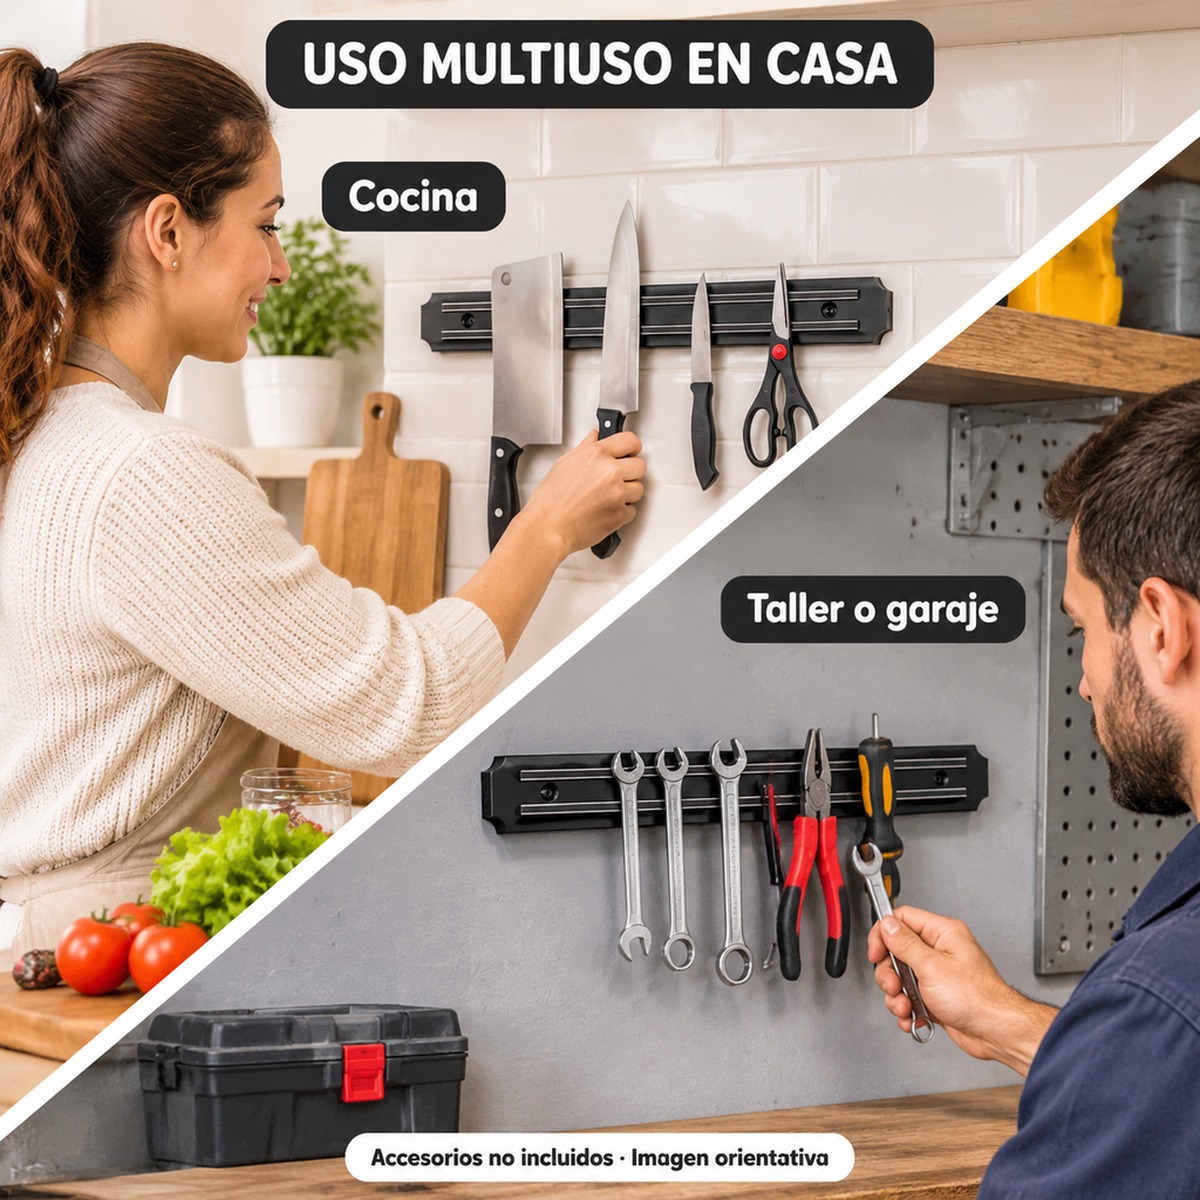 USO MULTIUSO EN CASA
Cocina
Taller o garaje
Accesorios no incluidos · Imagen orientativa